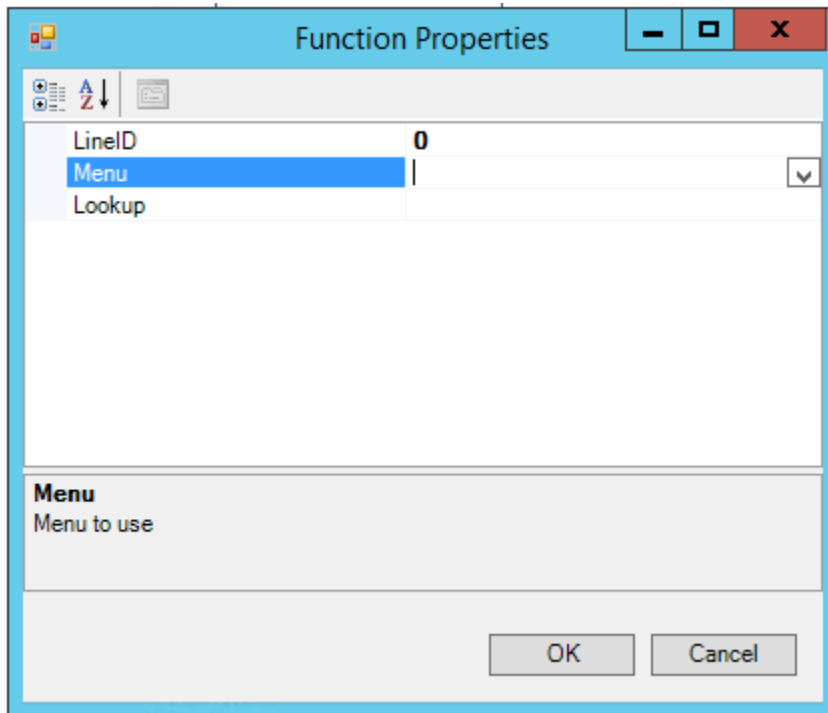 Function Properties
LineID 0
Menu
Lookup
Menu
Menu to use
OK Cancel